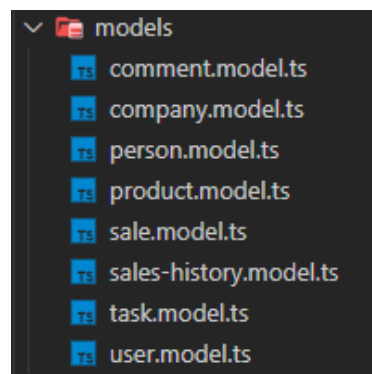 models
TS comment.model.ts
TS company.model.ts
TS person.model.ts
TS product.model.ts
TS sale.model.ts
TS sales-history.model.ts
TS task.model.ts
TS user.model.ts